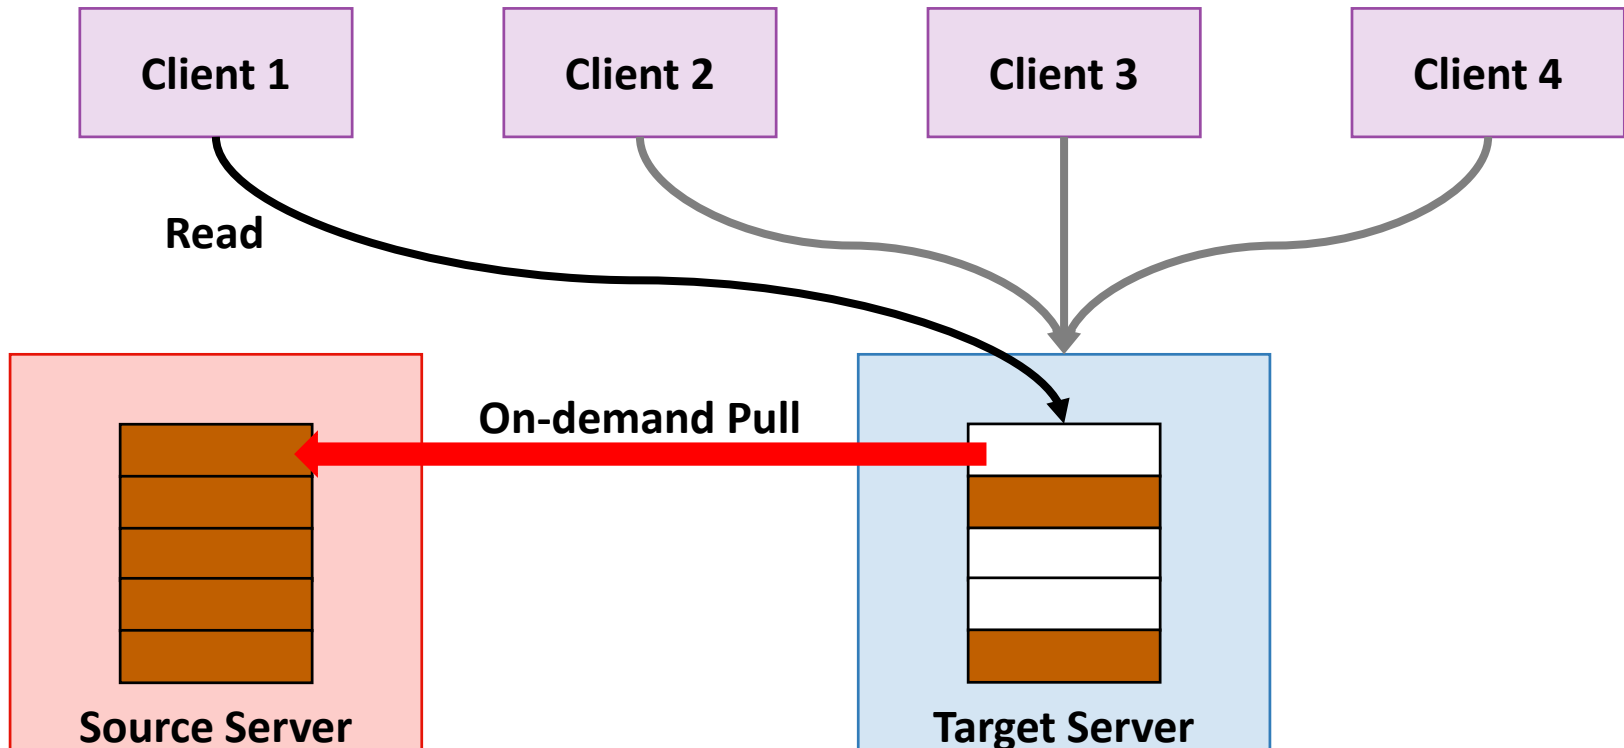 Client 1
Client 2
Client 3
Client 4
Read
On-demand Pull
Source Server
Target Server